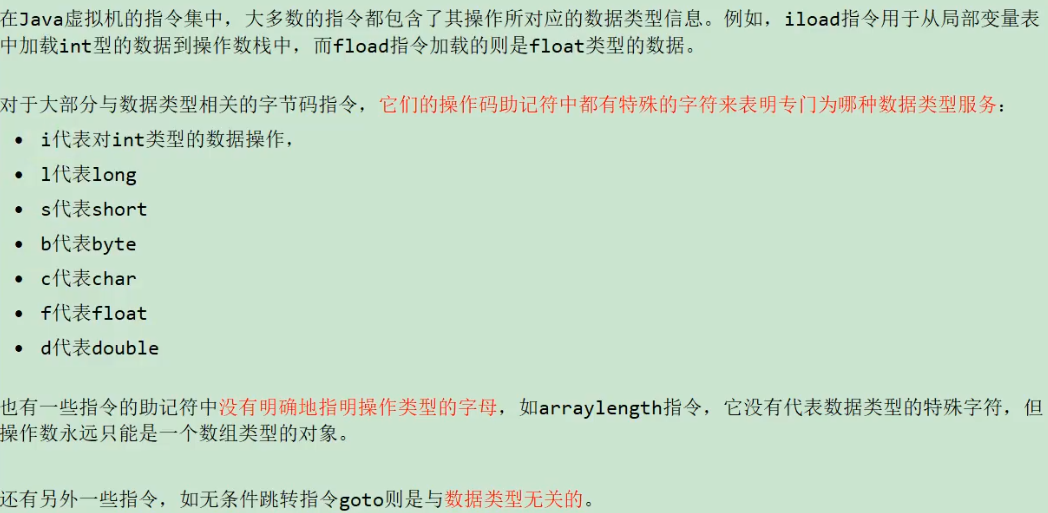 在Java虚拟机的指令集中，大多数的指令都包含了其操作所对应的数据类型信息。例如，iload指令用于从局部变量表
中加载int型的数据到操作数栈中，而fload指令加载的则是float类型的数据。
对于大部分与数据类型相关的字节码指令，它们的操作码助记符中都有特殊的字符来表明专门为哪种数据类型服务：
• i代表对int类型的数据操作，
• l代表long
• s代表short
• b代表byte
• c代表char
• f代表float
• d代表double
也有一些指令的助记符中没有明确地指明操作类型的字母，如arraylength指令，它没有代表数据类型的特殊字符，但
操作数永远只能是一个数组类型的对象。
还有另外一些指令，如无条件跳转指令goto则是与数据类型无关的。